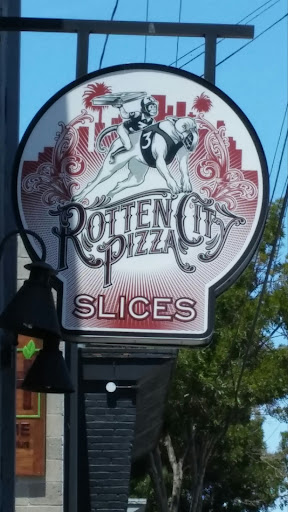 3
ROTTEN CITY
PIZZA
SLICES